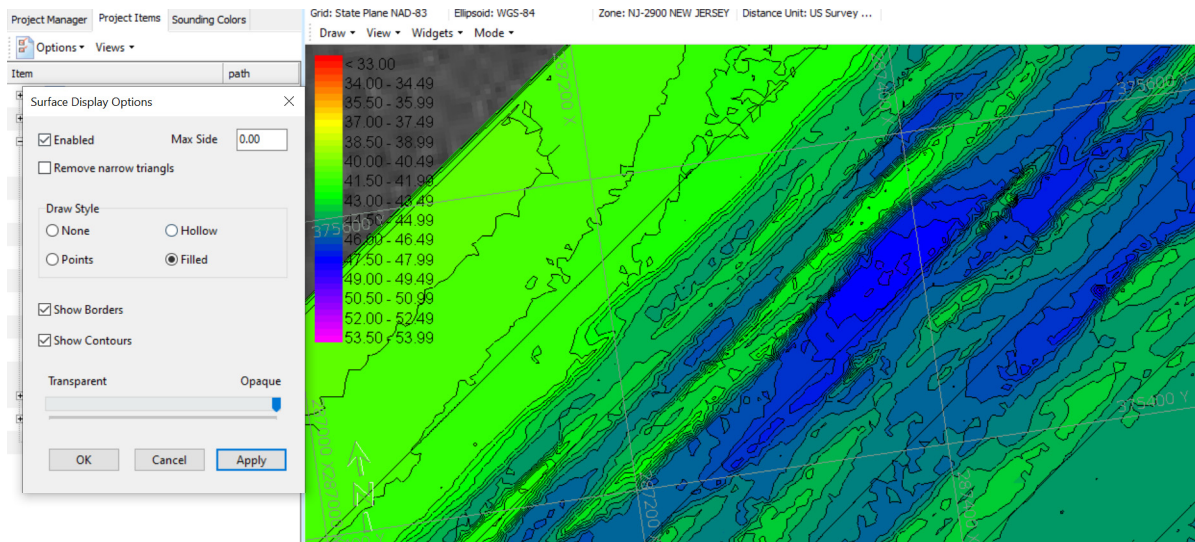 Project Manager Project Items Sounding Colors
Options Views
Item path
Surface Display Options
Enabled Max Side 0.00
Remove narrow triangls
Draw Style
None Hollow
Points Filled
Show Borders
Show Contours
Transparent Opaque
OK Cancel Apply
Grid: State Plane NAD-83 Ellipsoid: WGS-84 Zone: NJ-2900 NEW JERSEY Distance Unit: US Survey ...
Draw View Widgets Mode
< 33.00
34.00 - 34.49
35.50 - 35.99
37.00 - 37.49
38.50 - 38.99
40.00 - 40.49
41.50 - 41.99
43.00 - 43.49
44.50 - 44.99
46.00 - 46.49
47.50 - 47.99
49.00 - 49.49
50.50 - 50.99
52.00 - 52.49
53.50 - 53.99
287200 X
375600
375400 Y
287200
N